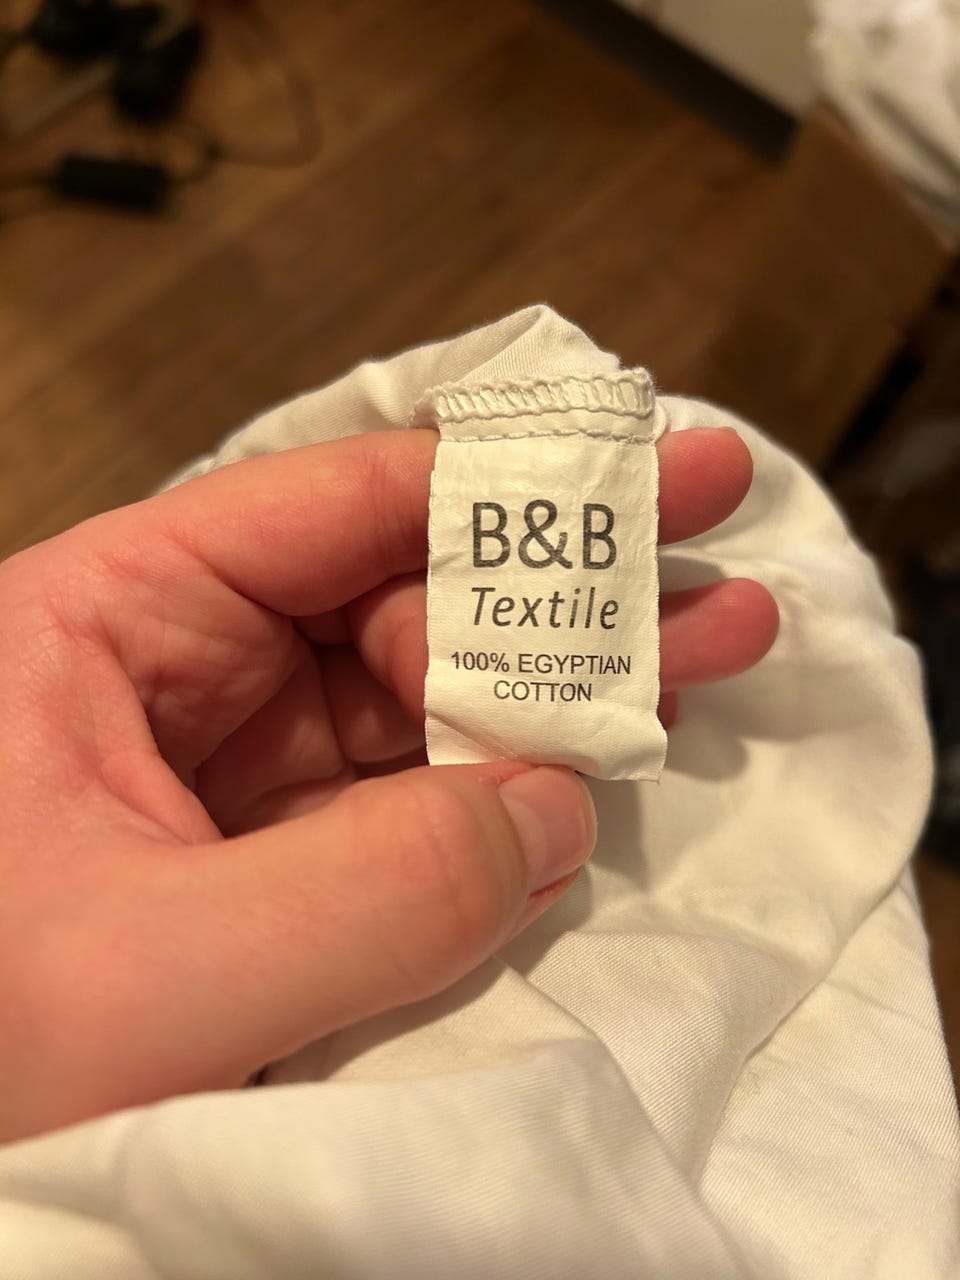 B&B
Textile
100% EGYPTIAN
COTTON